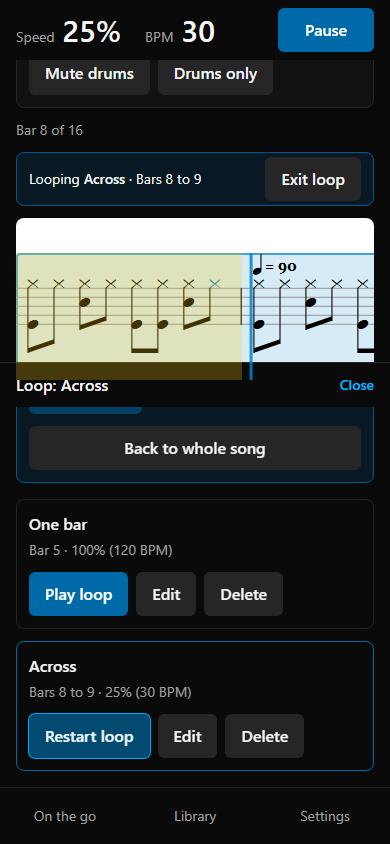 Speed 25% BPM 30 Pause
Mute drums Drums only
Bar 8 of 16
Looping Across · Bars 8 to 9 Exit loop
= 90
Loop: Across Close
Back to whole song
One bar
Bar 5 · 100% (120 BPM)
Play loop Edit Delete
Across
Bars 8 to 9 · 25% (30 BPM)
Restart loop Edit Delete
On the go Library Settings